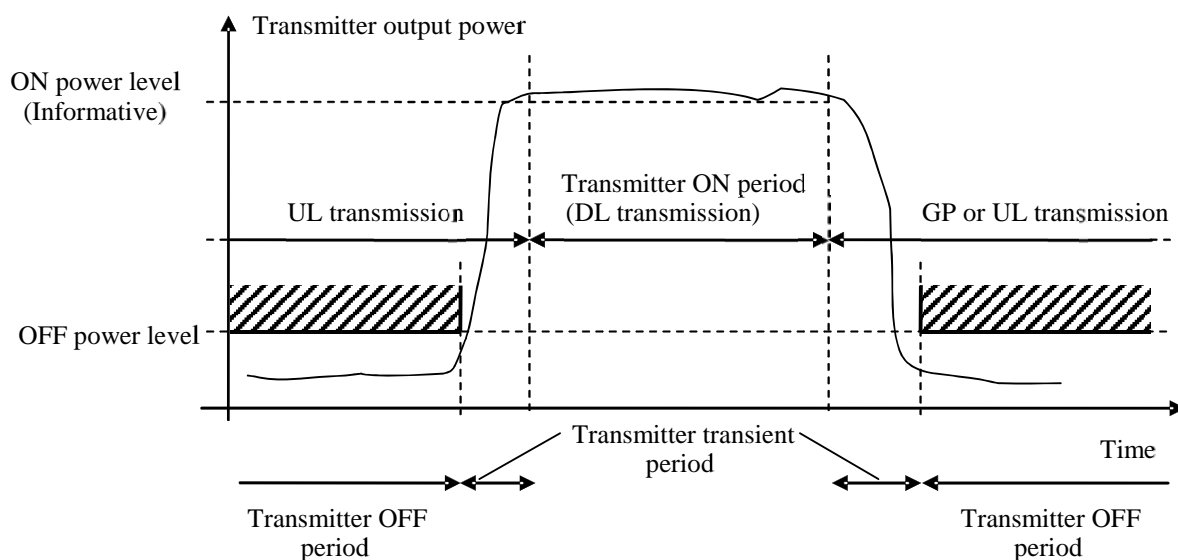 Transmitter output power
ON power level
(Informative)
Transmitter ON period
(DL transmission)
UL transmission
GP or UL transmission
OFF power level
Transmitter transient
period
Time
Transmitter OFF
period
Transmitter OFF
period